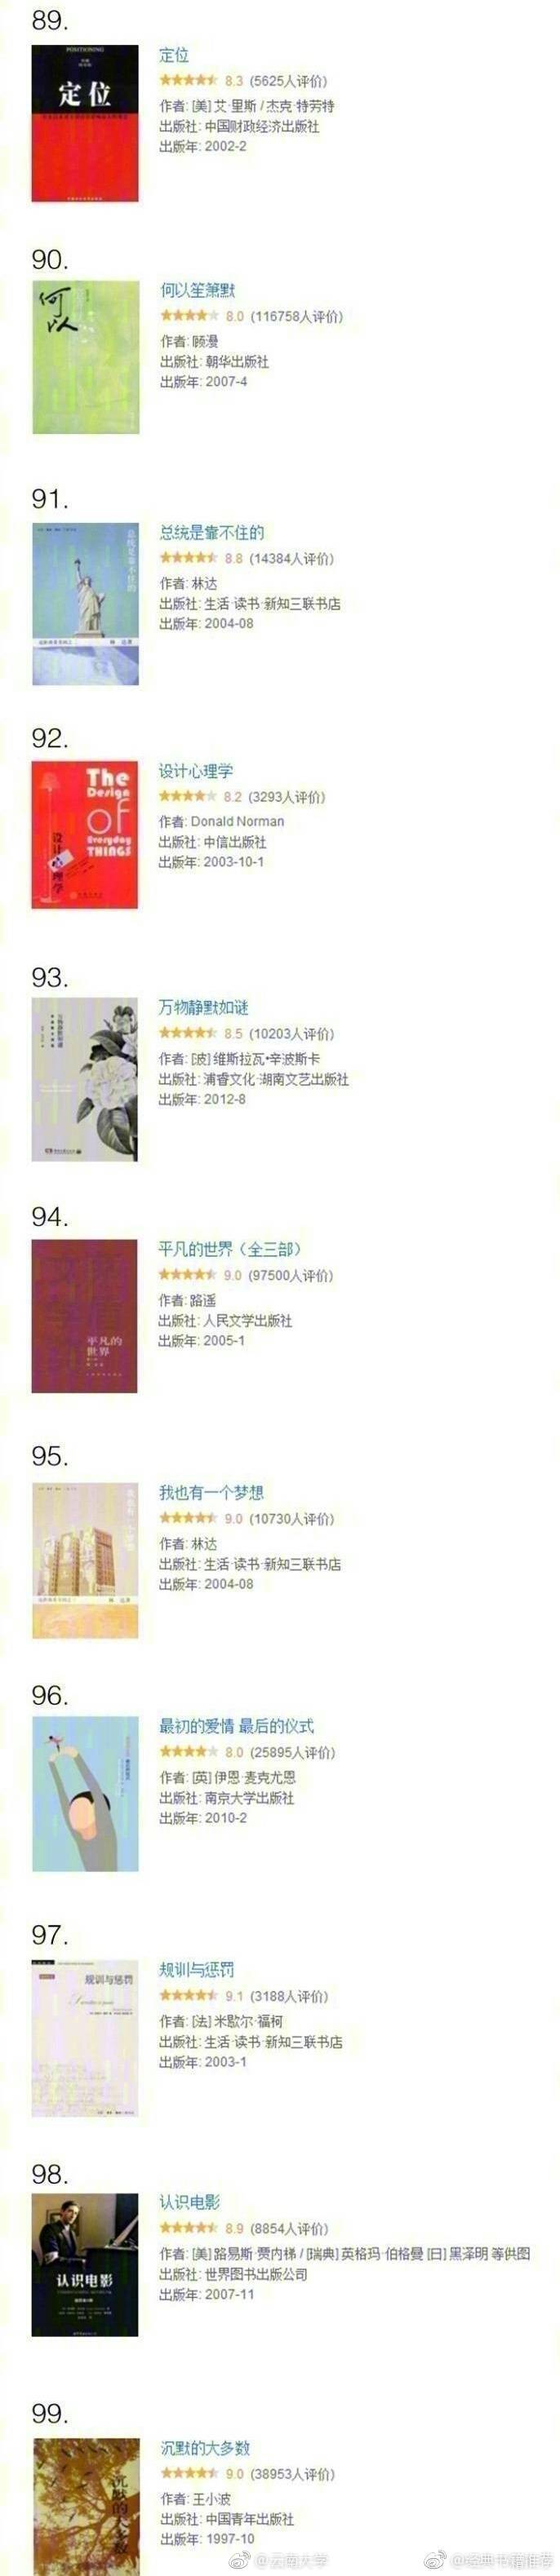 89.
POSITIONING
定位
定位
8.3 (5625人评价)
作者: [美] 艾·里斯 / 杰克·特劳特
出版社: 中国财政经济出版社
出版年: 2002-2
90.
何以
何以笙箫默
8.0 (116758人评价)
作者: 顾漫
出版社: 朝华出版社
出版年: 2007-4
91.
总统是靠不住的
总统是靠不住的
8.8 (14384人评价)
作者: 林达
出版社: 生活·读书·新知三联书店
出版年: 2004-08
92.
The
Design
OF
Everyday
THINGS
设计心理学
设计心理学
8.2 (3293人评价)
作者: Donald Norman
出版社: 中信出版社
出版年: 2003-10-1
93.
万物静默如谜
万物静默如谜
8.5 (10203人评价)
作者: [波] 维斯拉瓦•辛波斯卡
出版社: 浦睿文化·湖南文艺出版社
出版年: 2012-8
94.
平凡的
世界
平凡的世界（全三部）
9.0 (97500人评价)
作者: 路遥
出版社: 人民文学出版社
出版年: 2005-1
95.
我也有一个梦想
9.0 (10730人评价)
作者: 林达
出版社: 生活·读书·新知三联书店
出版年: 2004-08
96.
最初的爱情 最后的仪式
8.0 (25895人评价)
作者: [英] 伊恩·麦克尤恩
出版社: 南京大学出版社
出版年: 2010-2
97.
规训与惩罚
规训与惩罚
9.1 (3188人评价)
作者: [法] 米歇尔·福柯
出版社: 生活·读书·新知三联书店
出版年: 2003-1
98.
认识电影
认识电影
8.9 (8854人评价)
作者: [美] 路易斯·贾内梯 / [瑞典] 英格玛·伯格曼 [日] 黑泽明 等供图
出版社: 世界图书出版公司
出版年: 2007-11
99.
沉默的大多数
沉默的大多数
9.0 (38953人评价)
作者: 王小波
出版社: 中国青年出版社
出版年: 1997-10
@云南大学
@经典书籍推荐